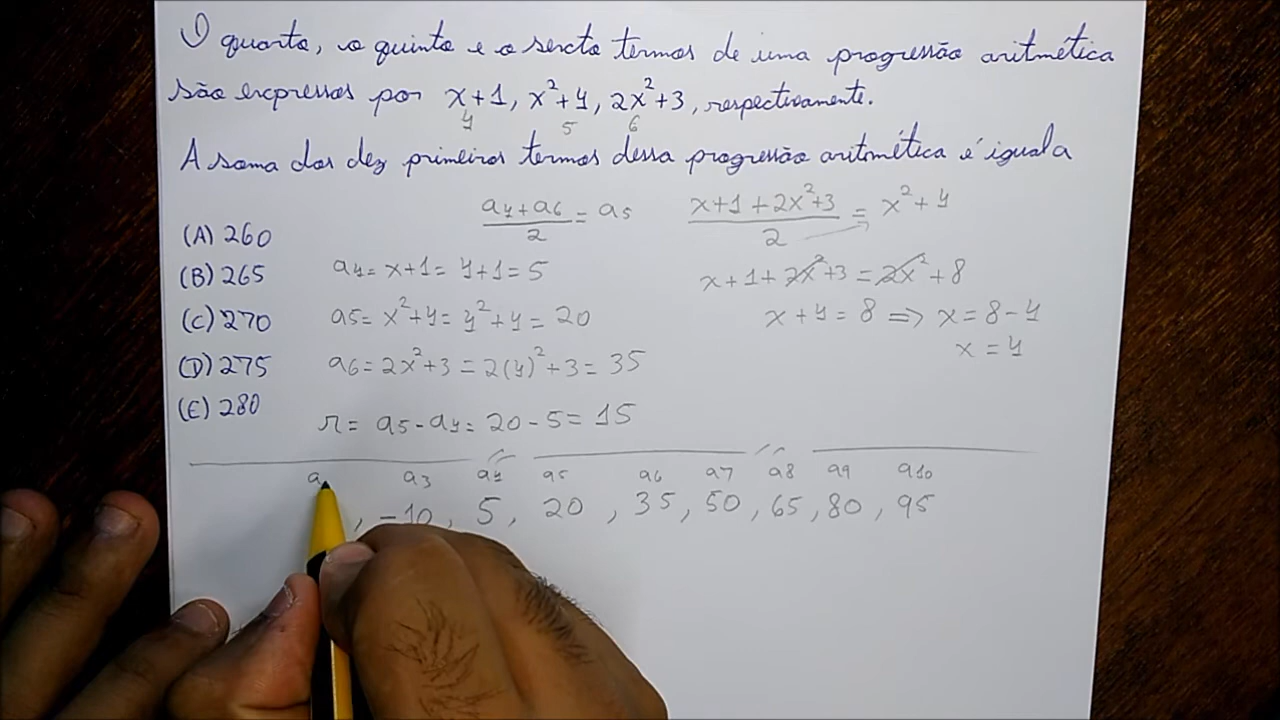 O quarto, o quinto e o sexto termos de uma progressão aritmética
são expressos por x+1, x²+4, 2x²+3, respectivamente.
4 5 6
A soma dos dez primeiros termos dessa progressão aritmética é igual a
(a4+a6)/2 = a5 (x+1+2x²+3)/2 = x²+4
(A) 260
a4= x+1= 4+1= 5 x+1+2x²+3 = 2x²+8
(B) 265
(C) 270 a5= x²+4= 4²+4= 20 x+4= 8 => x=8-4
x=4
(D) 275 a6= 2x²+3 = 2(4)²+3= 35
(E) 280
r= a5-a4= 20-5= 15
a3 a4 a5 a6 a7 a8 a9 a10
, -10, 5, 20, 35, 50, 65, 80, 95